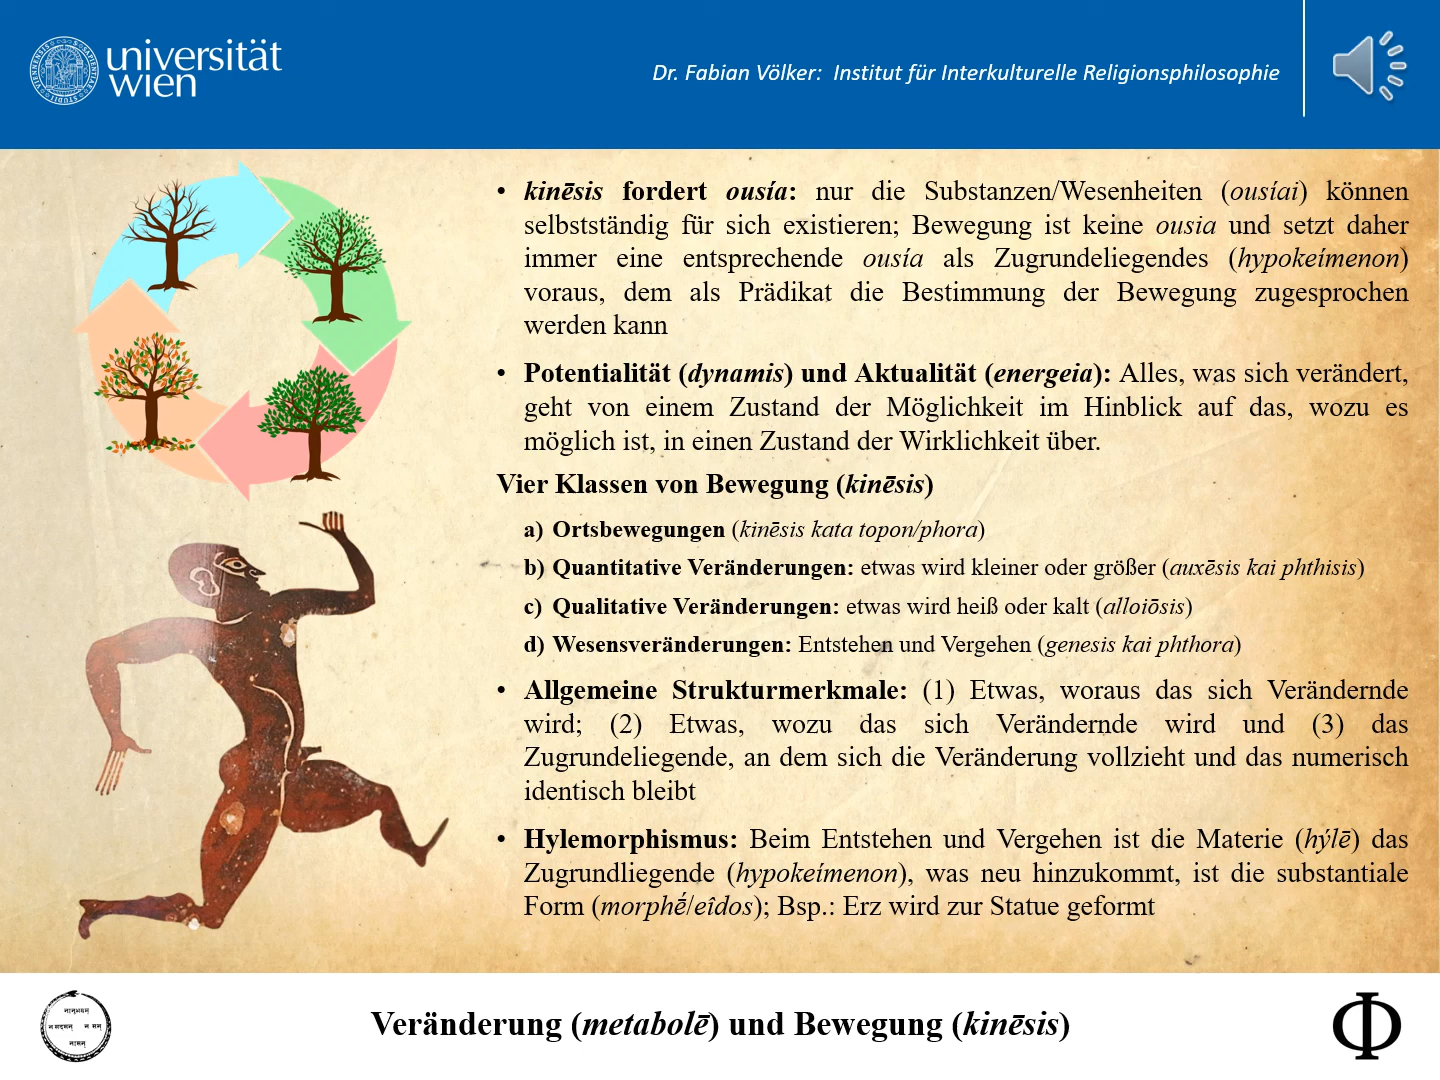 universität
wien
Dr. Fabian Völker: Institut für Interkulturelle Religionsphilosophie
• kinēsis fordert ousía: nur die Substanzen/Wesenheiten (ousíai) können
selbstständig für sich existieren; Bewegung ist keine ousia und setzt daher
immer eine entsprechende ousía als Zugrundeliegendes (hypokeímenon)
voraus, dem als Prädikat die Bestimmung der Bewegung zugesprochen
werden kann
• Potentialität (dynamis) und Aktualität (energeia): Alles, was sich verändert,
geht von einem Zustand der Möglichkeit im Hinblick auf das, wozu es
möglich ist, in einen Zustand der Wirklichkeit über.
Vier Klassen von Bewegung (kinēsis)
a) Ortsbewegungen (kinēsis kata topon/phora)
b) Quantitative Veränderungen: etwas wird kleiner oder größer (auxēsis kai phthisis)
c) Qualitative Veränderungen: etwas wird heiß oder kalt (alloiōsis)
d) Wesensveränderungen: Entstehen und Vergehen (genesis kai phthora)
• Allgemeine Strukturmerkmale: (1) Etwas, woraus das sich Verändernde
wird; (2) Etwas, wozu das sich Verändernde wird und (3) das
Zugrundeliegende, an dem sich die Veränderung vollzieht und das numerisch
identisch bleibt
• Hylemorphismus: Beim Entstehen und Vergehen ist die Materie (hýlē) das
Zugrundliegende (hypokeímenon), was neu hinzukommt, ist die substantiale
Form (morphḗ/eîdos); Bsp.: Erz wird zur Statue geformt
Veränderung (metabolē) und Bewegung (kinēsis)
Φ